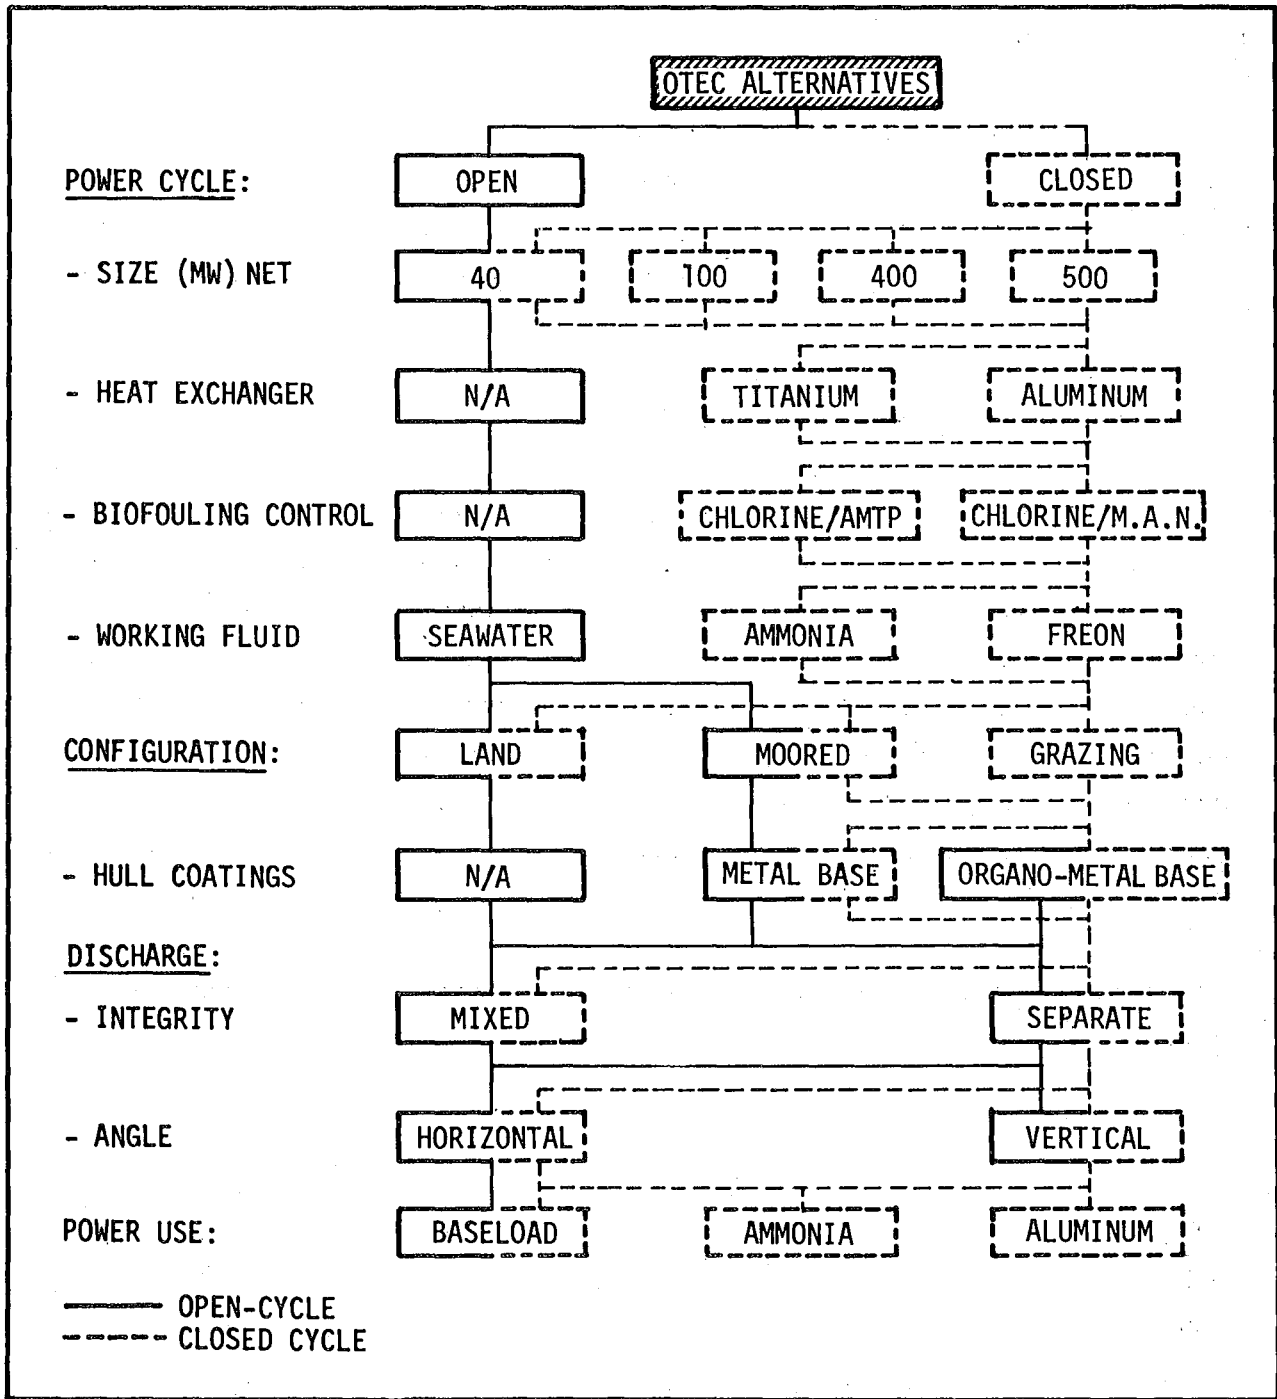 OTEC ALTERNATIVES
POWER CYCLE: OPEN CLOSED
- SIZE (MW) NET 40 100 400 500
- HEAT EXCHANGER N/A TITANIUM ALUMINUM
- BIOFOULING CONTROL N/A CHLORINE/AMTP CHLORINE/M.A.N.
- WORKING FLUID SEAWATER AMMONIA FREON
CONFIGURATION: LAND MOORED GRAZING
- HULL COATINGS N/A METAL BASE ORGANO-METAL BASE
DISCHARGE:
- INTEGRITY MIXED SEPARATE
- ANGLE HORIZONTAL VERTICAL
POWER USE: BASELOAD AMMONIA ALUMINUM
OPEN-CYCLE
CLOSED CYCLE